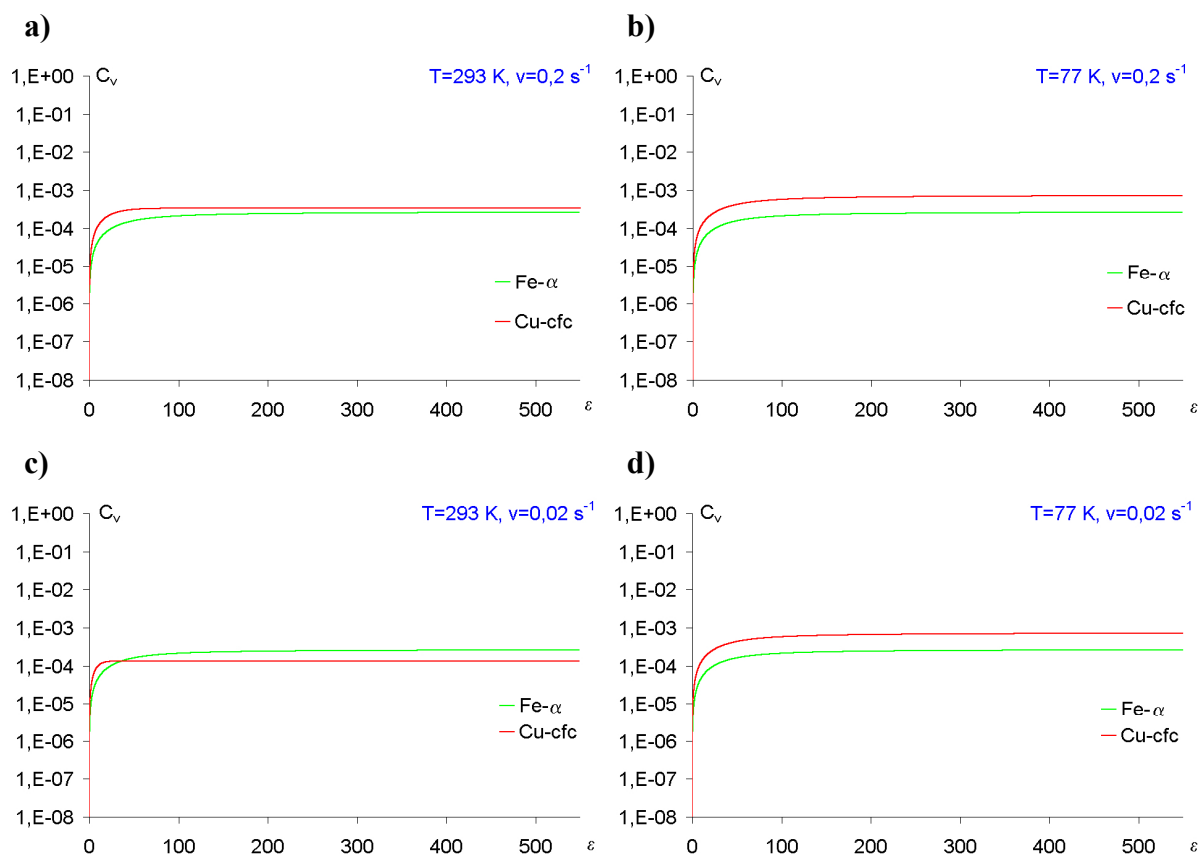 a)
1,E+00
1,E-01
1,E-02
1,E-03
1,E-04
1,E-05
1,E-06
1,E-07
1,E-08
Cᵥ
T=293 K, v=0,2 s⁻¹
Fe-α
Cu-cfc
0 100 200 300 400 500 ε
b)
1,E+00
1,E-01
1,E-02
1,E-03
1,E-04
1,E-05
1,E-06
1,E-07
1,E-08
Cᵥ
T=77 K, v=0,2 s⁻¹
Fe-α
Cu-cfc
0 100 200 300 400 500 ε
c)
1,E+00
1,E-01
1,E-02
1,E-03
1,E-04
1,E-05
1,E-06
1,E-07
1,E-08
Cᵥ
T=293 K, v=0,02 s⁻¹
Fe-α
Cu-cfc
0 100 200 300 400 500 ε
d)
1,E+00
1,E-01
1,E-02
1,E-03
1,E-04
1,E-05
1,E-06
1,E-07
1,E-08
Cᵥ
T=77 K, v=0,02 s⁻¹
Fe-α
Cu-cfc
0 100 200 300 400 500 ε